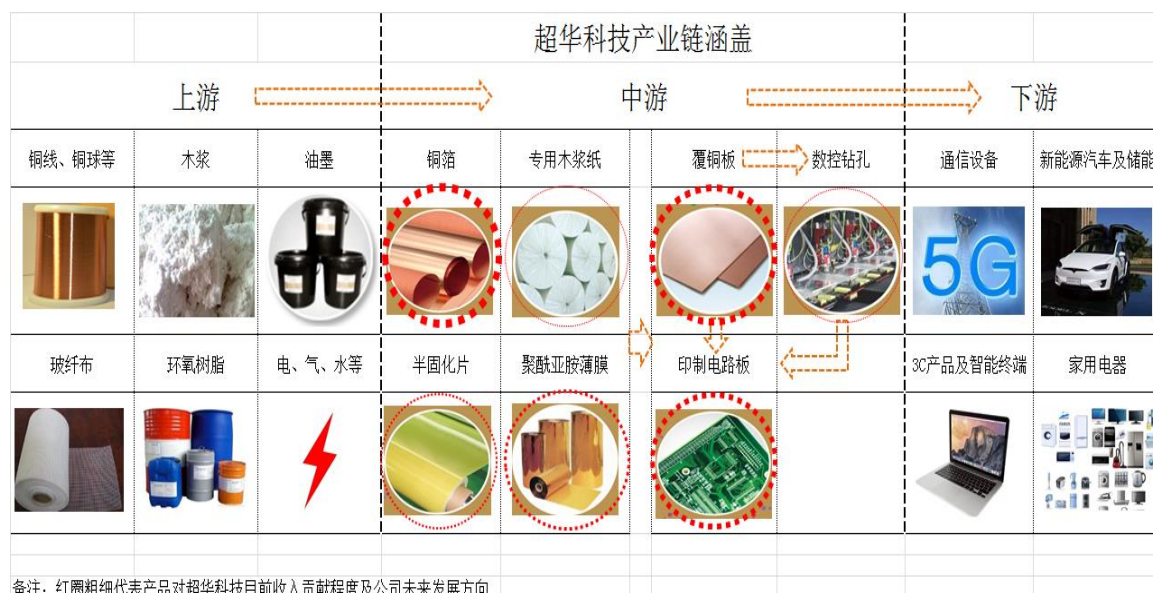 超华科技产业链涵盖
上游 中游 下游
铜线、铜球等 木浆 油墨 铜箔 专用木浆纸 覆铜板 数控钻孔 通信设备 新能源汽车及储能
5G
玻纤布 环氧树脂 电、气、水等 半固化片 聚酰亚胺薄膜 印制电路板 3C产品及智能终端 家用电器
备注：红圈粗细代表产品对超华科技目前收入贡献程度及公司未来发展方向